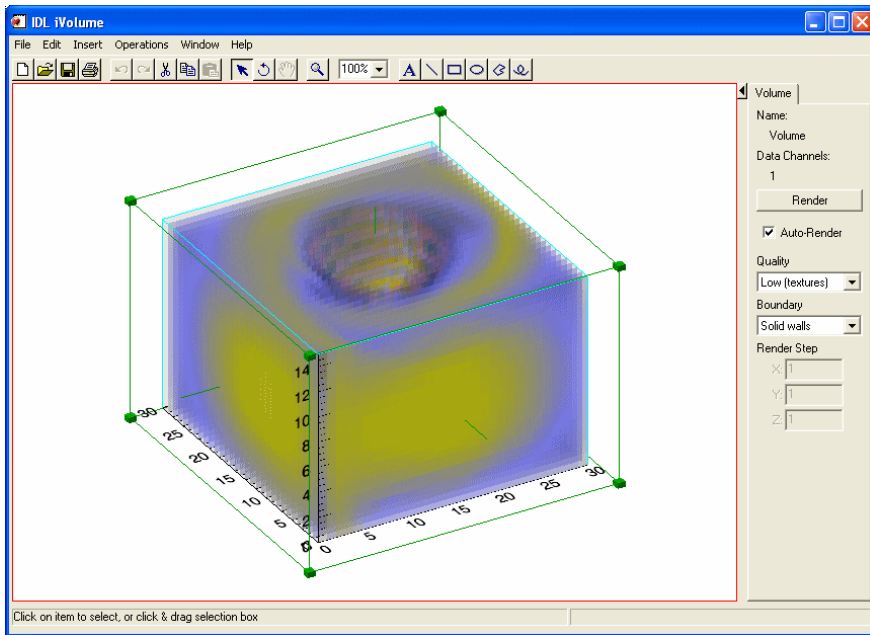 IDL iVolume
File Edit Insert Operations Window Help
100%
A
Volume
Name:
Volume
Data Channels:
1
Render
Auto-Render
Quality
Low (textures)
Boundary
Solid walls
Render Step
X: 1
Y: 1
Z: 1
14
12
10
8
6
4
2
30
25
20
15
10
5
0
5
10
15
20
25
30
Click on item to select, or click & drag selection box